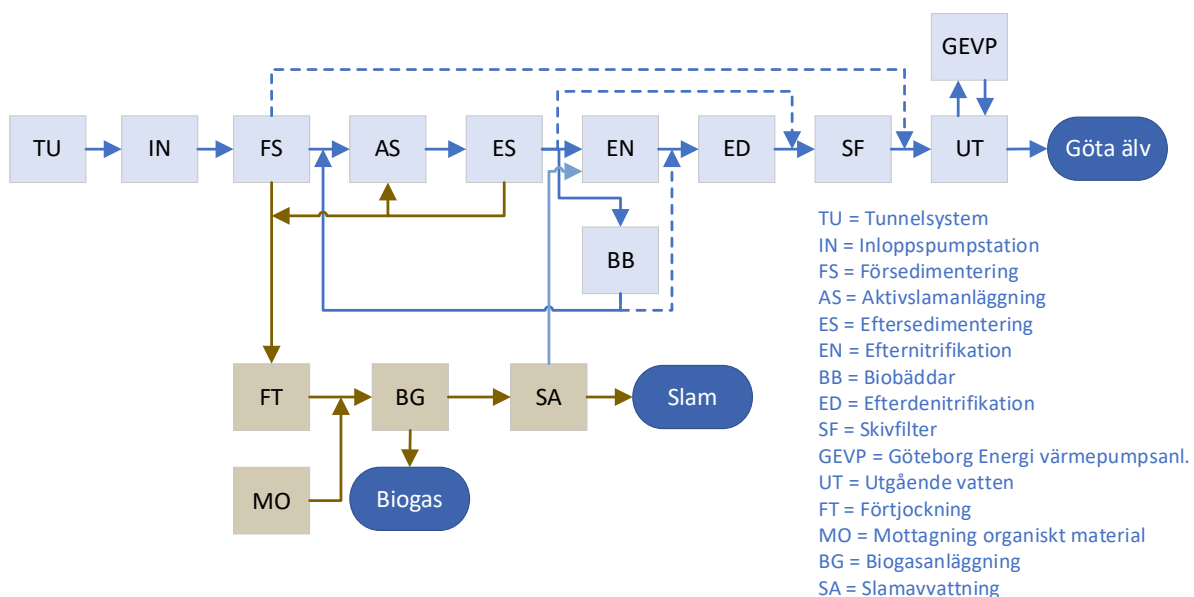 GEVP
TU
IN
FS
AS
ES
EN
ED
SF
UT
Göta älv
BB
TU = Tunnelsystem
IN = Inloppspumpstation
FS = Försedimentering
AS = Aktivslamanläggning
ES = Eftersedimentering
EN = Efternitrifikation
BB = Biobäddar
ED = Efterdenitrifikation
SF = Skivfilter
GEVP = Göteborg Energi värmepumpsanl.
UT = Utgående vatten
FT = Förtjockning
MO = Mottagning organiskt material
BG = Biogasanläggning
SA = Slamavvattning
FT
BG
SA
Slam
MO
Biogas